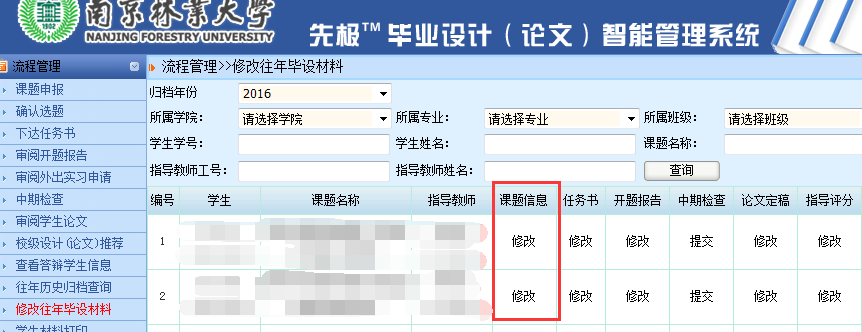 南京林业大学
1902
NANJING FORESTRY UNIVERSITY
先极™ 毕业设计（论文）智能管理系统
流程管理
流程管理>>修改往年毕设材料
课题申报
确认选题
下达任务书
审阅开题报告
审阅外出实习申请
中期检查
审阅学生论文
校级设计(论文)推荐
查看答辩学生信息
往年历史归档查询
修改往年毕设材料
学生材料打印
归档年份 2016
所属学院: 请选择学院 所属专业: 请选择专业 所属班级: 请选择班级
学生学号: 学生姓名: 课题名称:
指导教师工号: 指导教师姓名: 查询
编号 学生 课题名称 指导教师 课题信息 任务书 开题报告 中期检查 论文定稿 指导评分
1 修改 修改 修改 提交 修改 修改
2 修改 修改 修改 提交 修改 修改